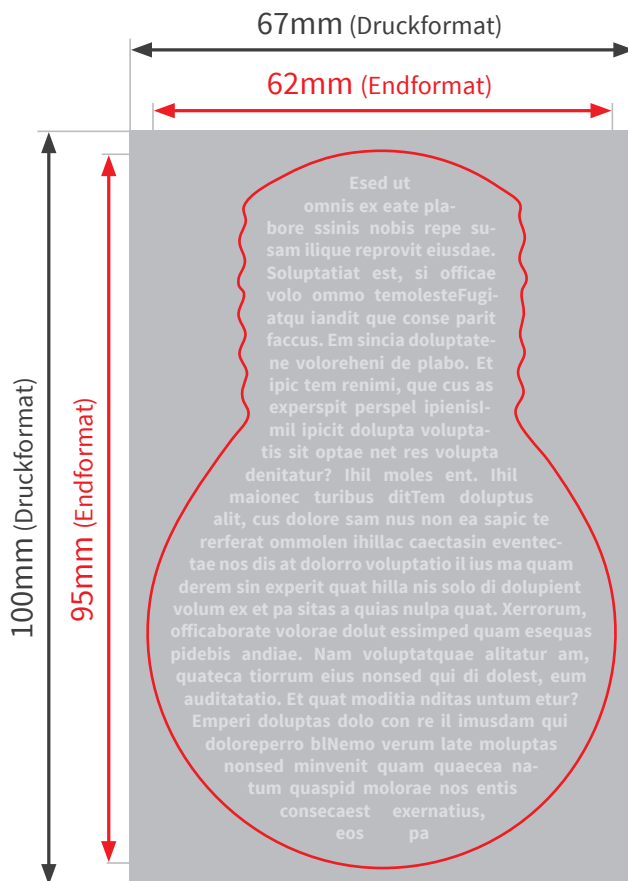 67mm (Druckformat)
62mm (Endformat)
100mm (Druckformat)
95mm (Endformat)
Esed ut
omnis ex eate pla-
bore ssinis nobis repe su-
sam ilique reprovit eiusdae.
Soluptatiat est, si officae
volo ommo temolesteFugi-
atqu iandit que conse parit
faccus. Em sincia doluptate-
ne voloreheni de plabo. Et
ipic tem renimi, que cus as
experspit perspel ipienisI-
mil ipicit dolupta volupta-
tis sit optae net res volupta
denitatur? Ihil moles ent. Ihil
maionec turibus ditTem doluptus
alit, cus dolore sam nus non ea sapic te
rerferat ommolen ihillac caectasin eventec-
tae nos dis at dolorro voluptatio il ius ma quam
derem sin experit quat hilla nis solo di dolupient
volum ex et pa sitas a quias nulpa quat. Xerrorum,
officaborate volorae dolut essimped quam esequas
pidebis andiae. Nam voluptatquae alitatur am,
quateca tiorrum eius nonsed qui di dolest, eum
auditatatio. Et quat moditia nditas untum etur?
Emperi doluptas dolo con re il imusdam qui
doloreperro blNemo verum late moluptas
nonsed minvenit quam quaecea na-
tum quaspid molorae nos entis
consecaest exernatius,
eos pa